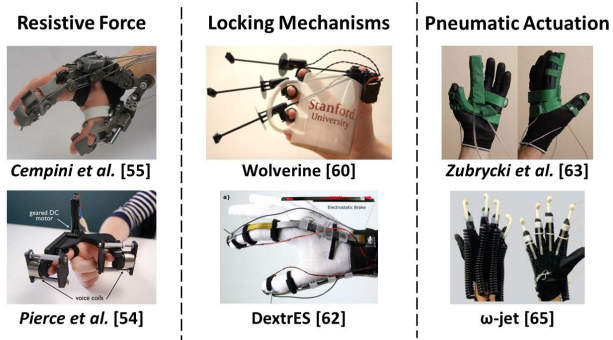 Resistive Force
Locking Mechanisms
Pneumatic Actuation
Stanford
University
Cempini et al. [55]
Wolverine [60]
Zubrycki et al. [63]
geared DC
motor
voice coils
a)
Electrostatic Brake
Pierce et al. [54]
DextrES [62]
ω-jet [65]